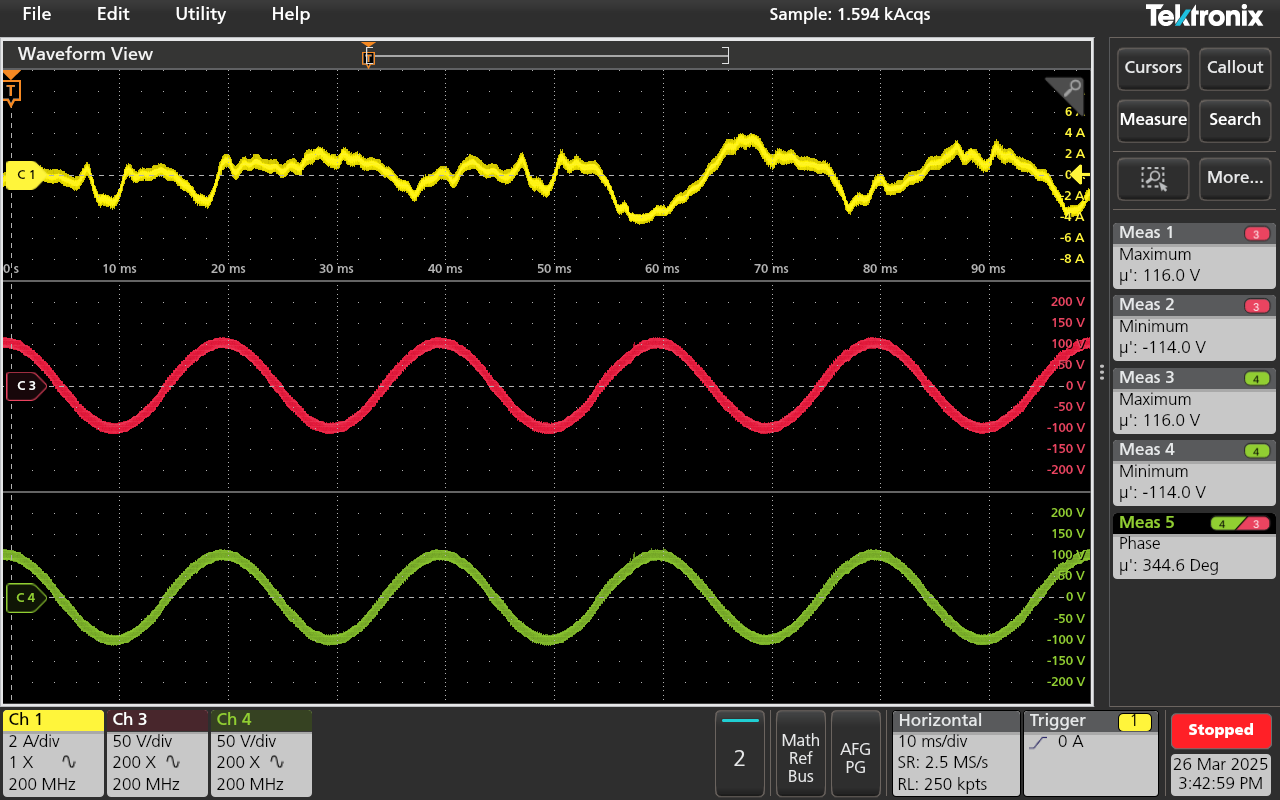 File Edit Utility Help Sample: 1.594 kAcqs Tektronix
Waveform View
T
T
C 1
4 A
2 A
-2 A
-4 A
-6 A
-8 A
0's 10 ms 20 ms 30 ms 40 ms 50 ms 60 ms 70 ms 80 ms 90 ms
200 V
150 V
100 V
50 V
C 3
0 V
-50 V
-100 V
-150 V
-200 V
200 V
150 V
100 V
50 V
C 4
0 V
-50 V
-100 V
-150 V
-200 V
Cursors Callout
Measure Search
More...
Meas 1 3
Maximum
μ': 116.0 V
Meas 2 3
Minimum
μ': -114.0 V
Meas 3 4
Maximum
μ': 116.0 V
Meas 4 4
Minimum
μ': -114.0 V
Meas 5 4 3
Phase
μ': 344.6 Deg
Ch 1
2 A/div
1 X
200 MHz
Ch 3
50 V/div
200 X
200 MHz
Ch 4
50 V/div
200 X
200 MHz
2
Math
Ref
Bus
AFG
PG
Horizontal
10 ms/div
SR: 2.5 MS/s
RL: 250 kpts
Trigger 1
0 A
Stopped
26 Mar 2025
3:42:59 PM